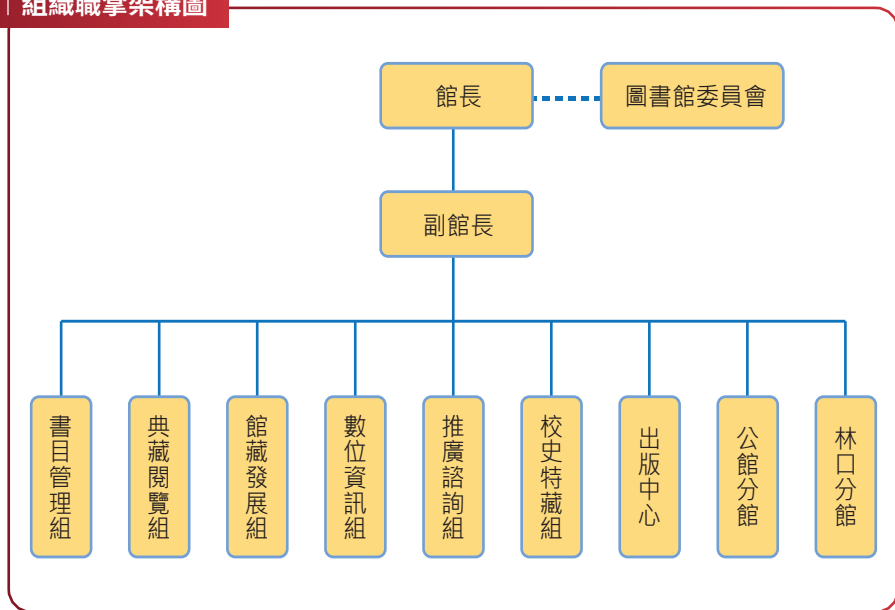 組織職掌架構圖
館長
圖書館委員會
副館長
書目管理組
典藏閱覽組
館藏發展組
數位資訊組
推廣諮詢組
校史特藏組
出版中心
公館分館
林口分館